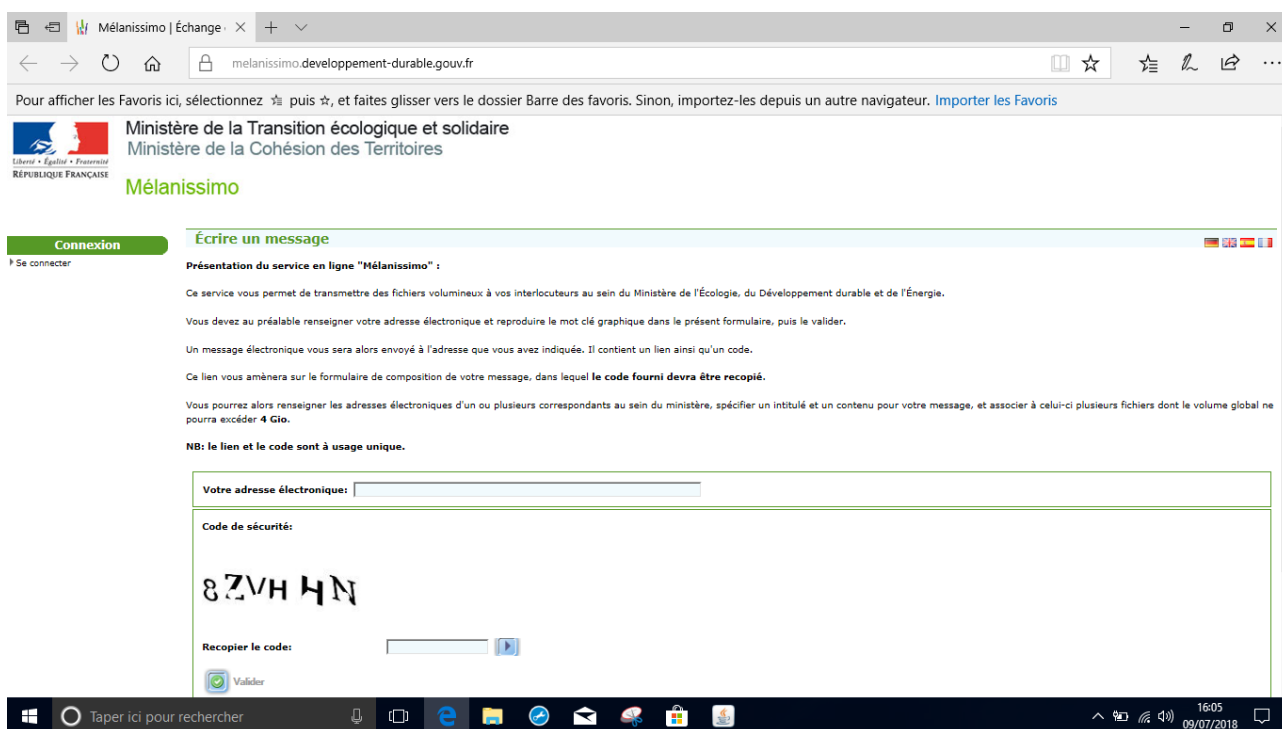 Mélanissimo | Échange
melanissimo.developpement-durable.gouv.fr
Pour afficher les Favoris ici, sélectionnez puis ☆, et faites glisser vers le dossier Barre des favoris. Sinon, importez-les depuis un autre navigateur. Importer les Favoris
Liberté • Égalité • Fraternité
RÉPUBLIQUE FRANÇAISE
Ministère de la Transition écologique et solidaire
Ministère de la Cohésion des Territoires
Mélanissimo
Connexion
Se connecter
Écrire un message
Présentation du service en ligne "Mélanissimo" :
Ce service vous permet de transmettre des fichiers volumineux à vos interlocuteurs au sein du Ministère de l'Écologie, du Développement durable et de l'Énergie.
Vous devez au préalable renseigner votre adresse électronique et reproduire le mot clé graphique dans le présent formulaire, puis le valider.
Un message électronique vous sera alors envoyé à l'adresse que vous avez indiquée. Il contient un lien ainsi qu'un code.
Ce lien vous amènera sur le formulaire de composition de votre message, dans lequel le code fourni devra être recopié.
Vous pourrez alors renseigner les adresses électroniques d'un ou plusieurs correspondants au sein du ministère, spécifier un intitulé et un contenu pour votre message, et associer à celui-ci plusieurs fichiers dont le volume global ne
pourra excéder 4 Gio.
NB: le lien et le code sont à usage unique.
Votre adresse électronique:
Code de sécurité:
8ZVHHN
Recopier le code:
Valider
Taper ici pour rechercher
16:05
09/07/2018